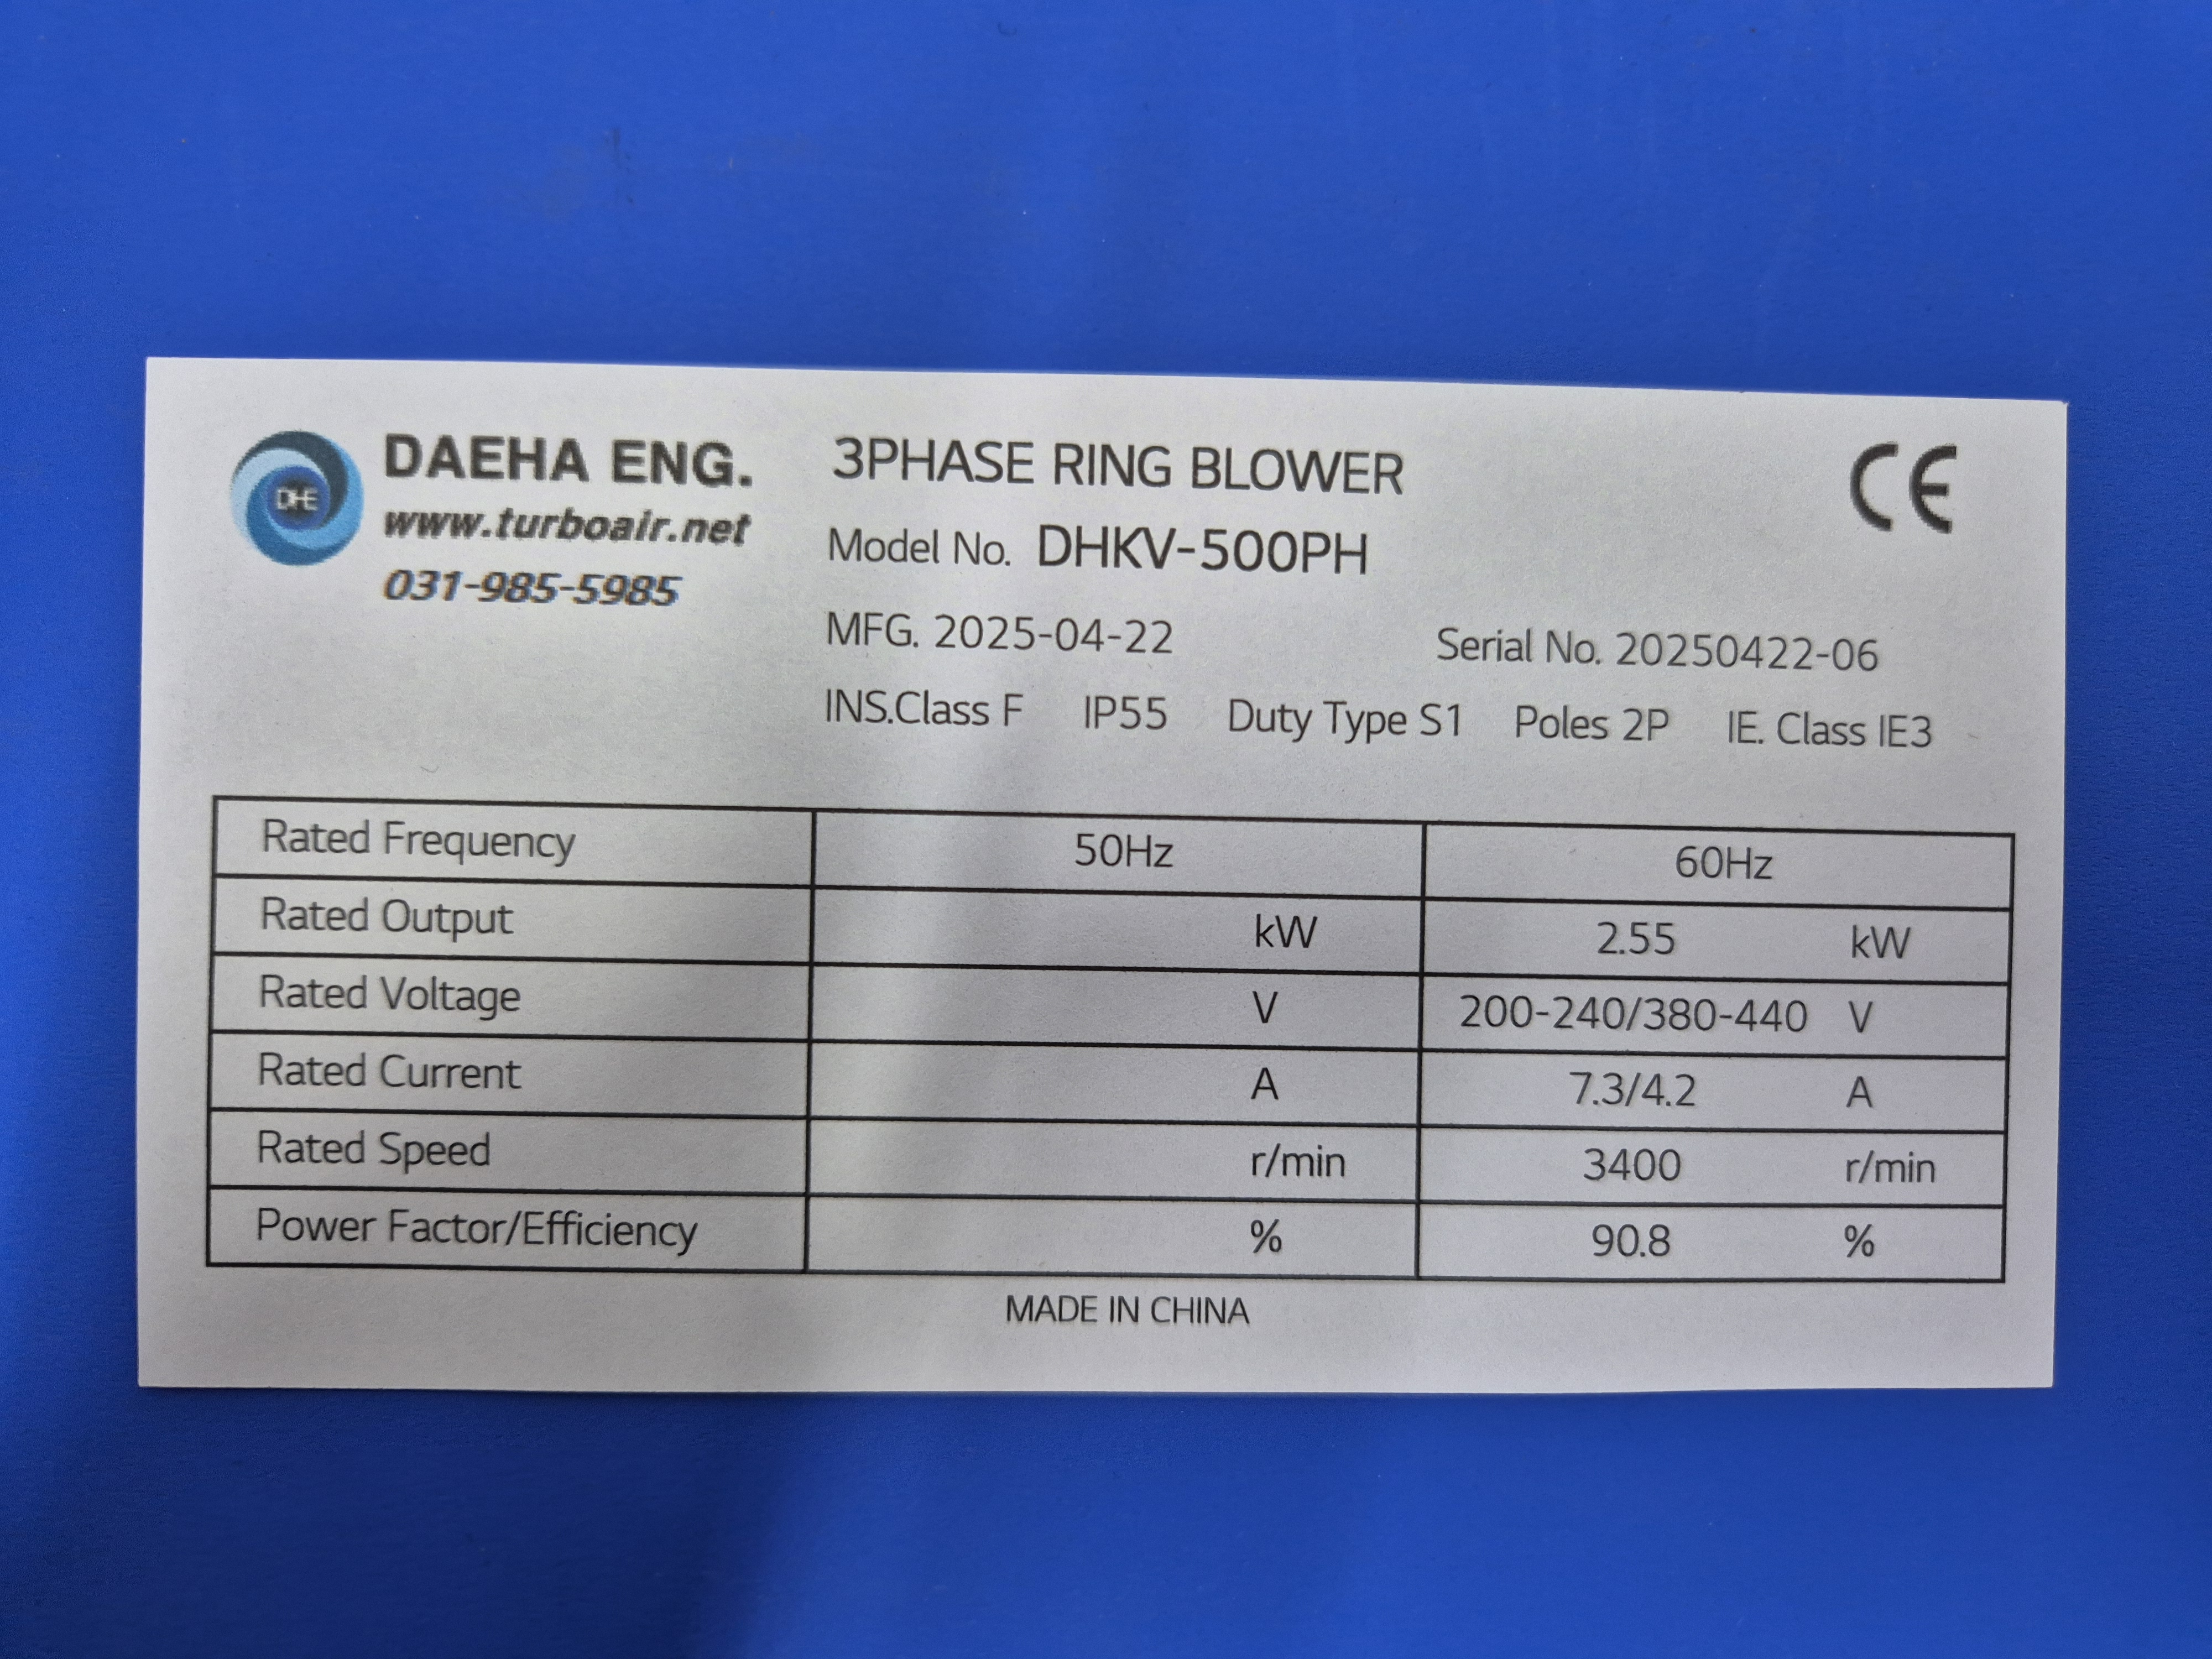 DHE
DAEHA ENG.
www.turboair.net
031-985-5985
3PHASE RING BLOWER
CE
Model No. DHKV-500PH
MFG. 2025-04-22 Serial No. 20250422-06
INS.Class F IP55 Duty Type S1 Poles 2P IE. Class IE3
Rated Frequency 50Hz 60Hz
Rated Output kW 2.55 kW
Rated Voltage V 200-240/380-440 V
Rated Current A 7.3/4.2 A
Rated Speed r/min 3400 r/min
Power Factor/Efficiency % 90.8 %
MADE IN CHINA